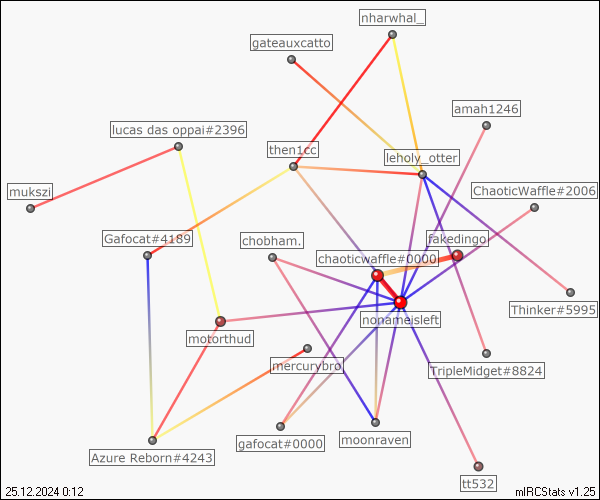 nharwhal_
gateauxcatto
amah1246
lucas das oppai#2396
then1cc
leholy_otter
mukszi
ChaoticWaffle#2006
Gafocat#4189
chobham.
fakedingo
chaoticwaffle#0000
Thinker#5995
nonameisleft
motorthud
mercurybro
TripleMidget#8824
gafocat#0000
moonraven
Azure Reborn#4243
tt532
25.12.2024 0:12
mIRCStats v1.25